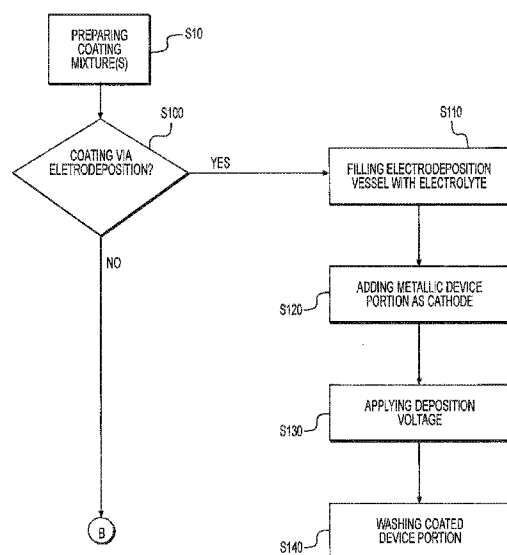 PREPARING
COATING
MIXTURE(S)
S10
S100
COATING VIA
ELETRODEPOSITION?
YES
NO
S110
FILLING ELECTRODEPOSITION
VESSEL WITH ELECTROLYTE
ADDING METALLIC DEVICE
PORTION AS CATHODE
S120
APPLYING DEPOSITION
VOLTAGE
S130
WASHING COATED
DEVICE PORTION
S140
B